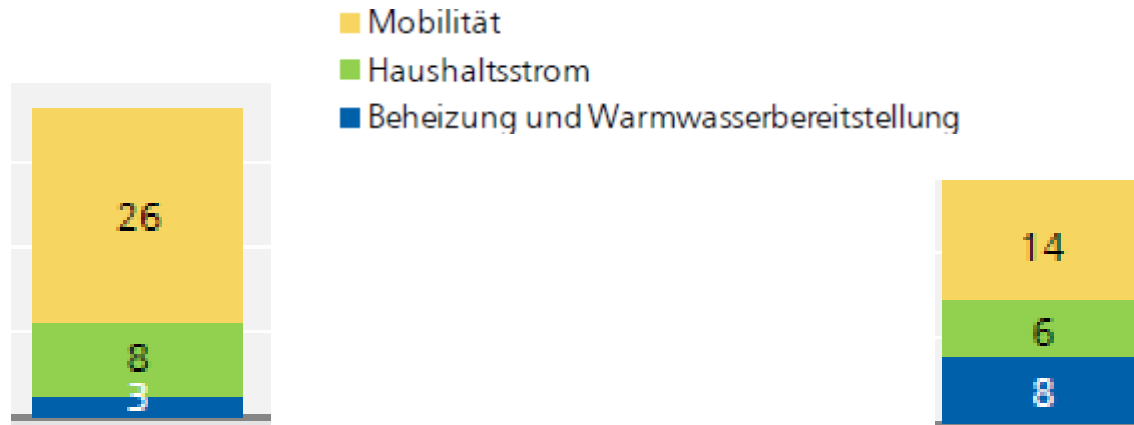 Mobilität
Haushaltsstrom
Beheizung und Warmwasserbereitstellung
26
8
3
14
6
8